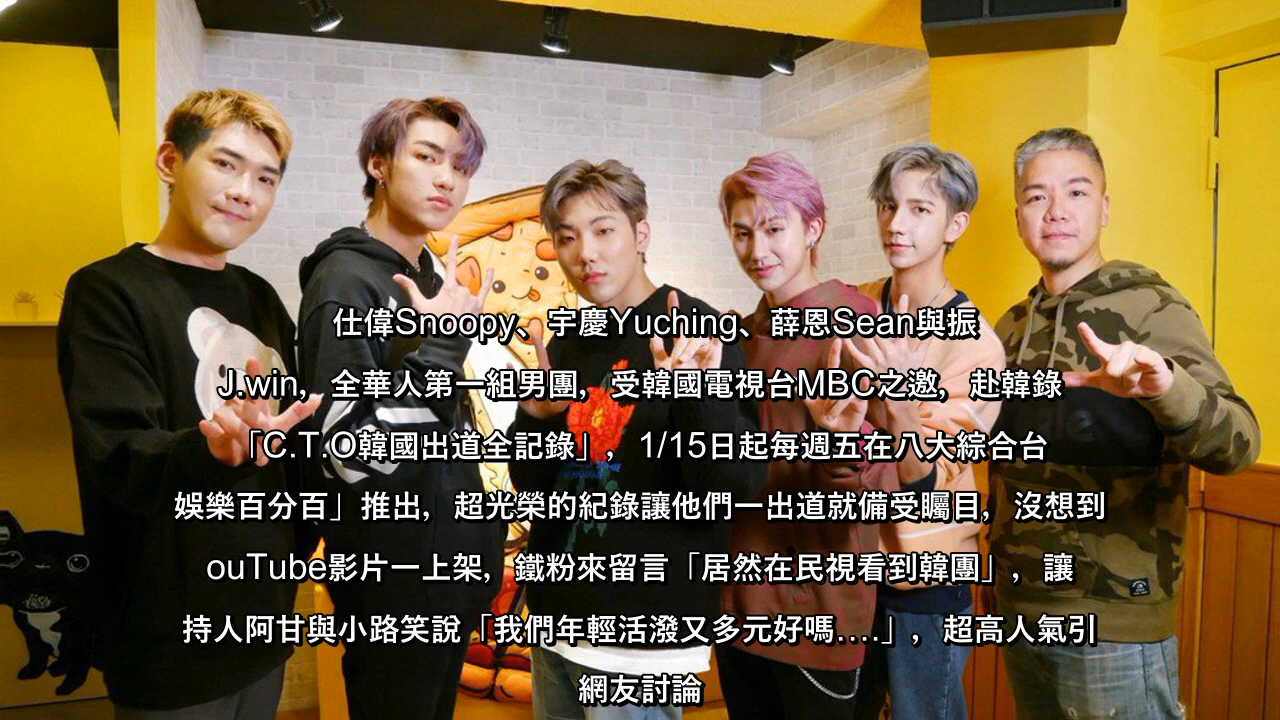 仕偉Snoopy、宇慶Yuching、薛恩Sean與振
J.win，全華人第一組男團，受韓國電視台MBC之邀，赴韓錄
「C.T.O韓國出道全記錄」，1/15日起每週五在八大綜合台
娛樂百分百」推出，超光榮的紀錄讓他們一出道就備受矚目，沒想到
ouTube影片一上架，鐵粉來留言「居然在民視看到韓團」，讓
持人阿甘與小路笑說「我們年輕活潑又多元好嗎....」，超高人氣引
網友討論